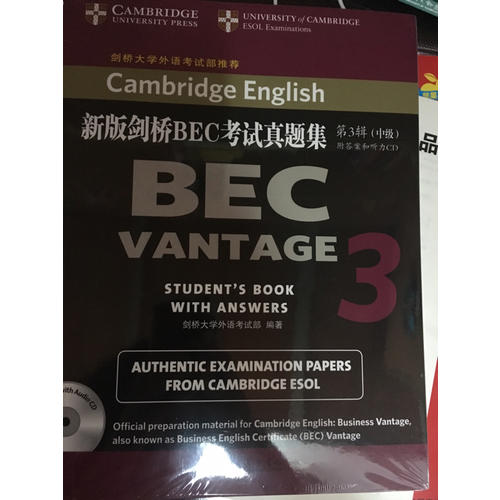 CAMBRIDGE
UNIVERSITY PRESS
UNIVERSITY of CAMBRIDGE
ESOL Examinations
剑桥大学外语考试部推荐
Cambridge English
新版剑桥BEC考试真题集 第3辑 (中级)
附答案和听力CD
BEC
VANTAGE 3
STUDENT'S BOOK
WITH ANSWERS
剑桥大学外语考试部 编著
AUTHENTIC EXAMINATION PAPERS
FROM CAMBRIDGE ESOL
with Audio CD
Official preparation material for Cambridge English: Business Vantage,
also known as Business English Certificate (BEC) Vantage
品